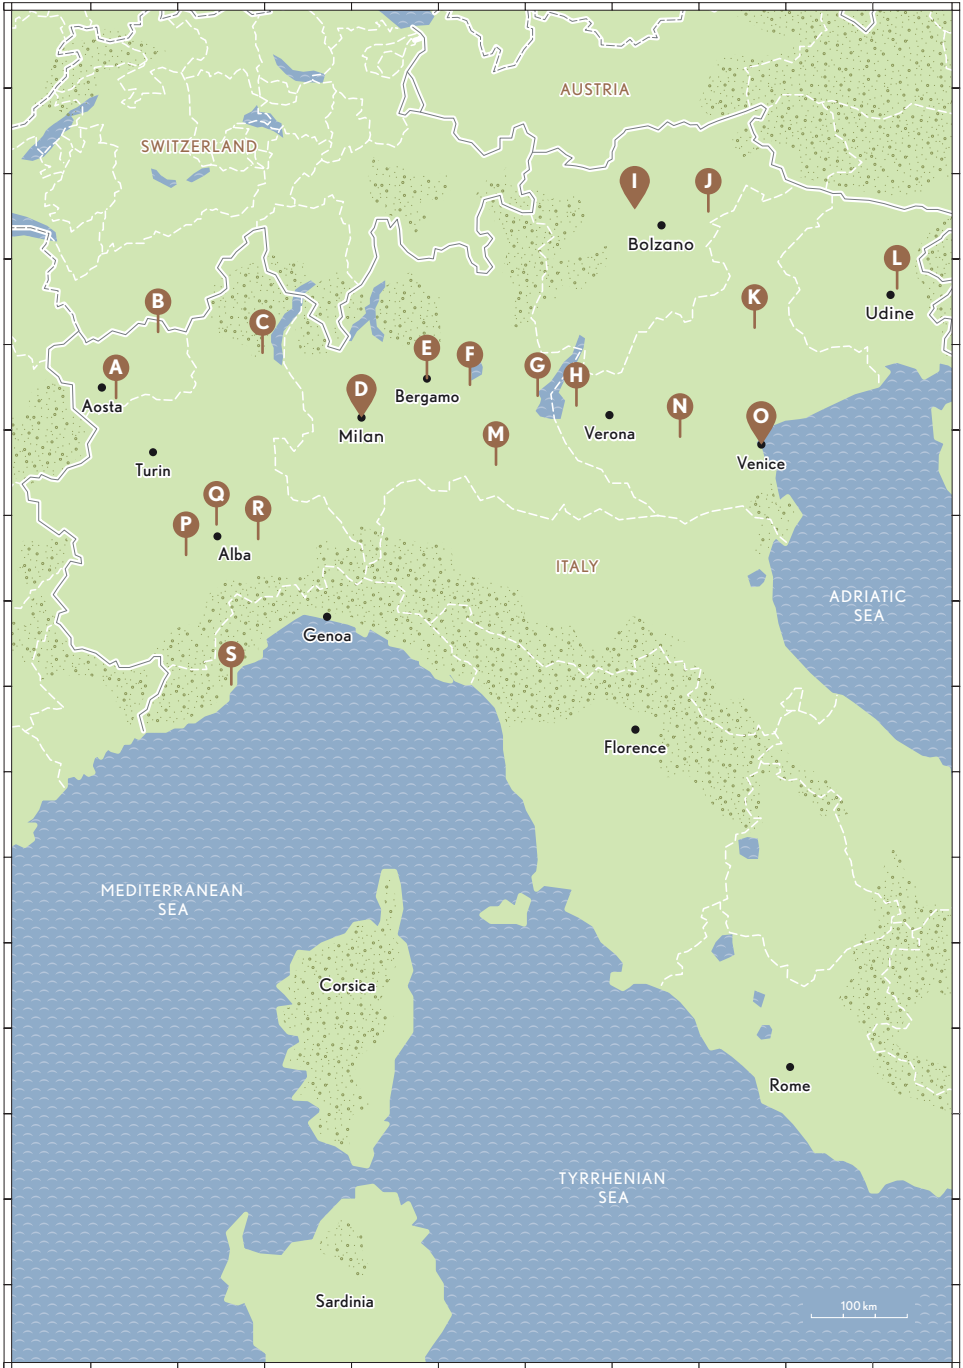 AUSTRIA
SWITZERLAND
I
J
Bolzano
L
B
K
Udine
C
E
F
G
A
H
D
Bergamo
Aosta
N
O
Milan
M
Verona
Turin
Venice
Q
R
P
Alba
ITALY
ADRIATIC
SEA
Genoa
S
Florence
MEDITERRANEAN
SEA
Corsica
Rome
TYRRHENIAN
SEA
Sardinia
100 km